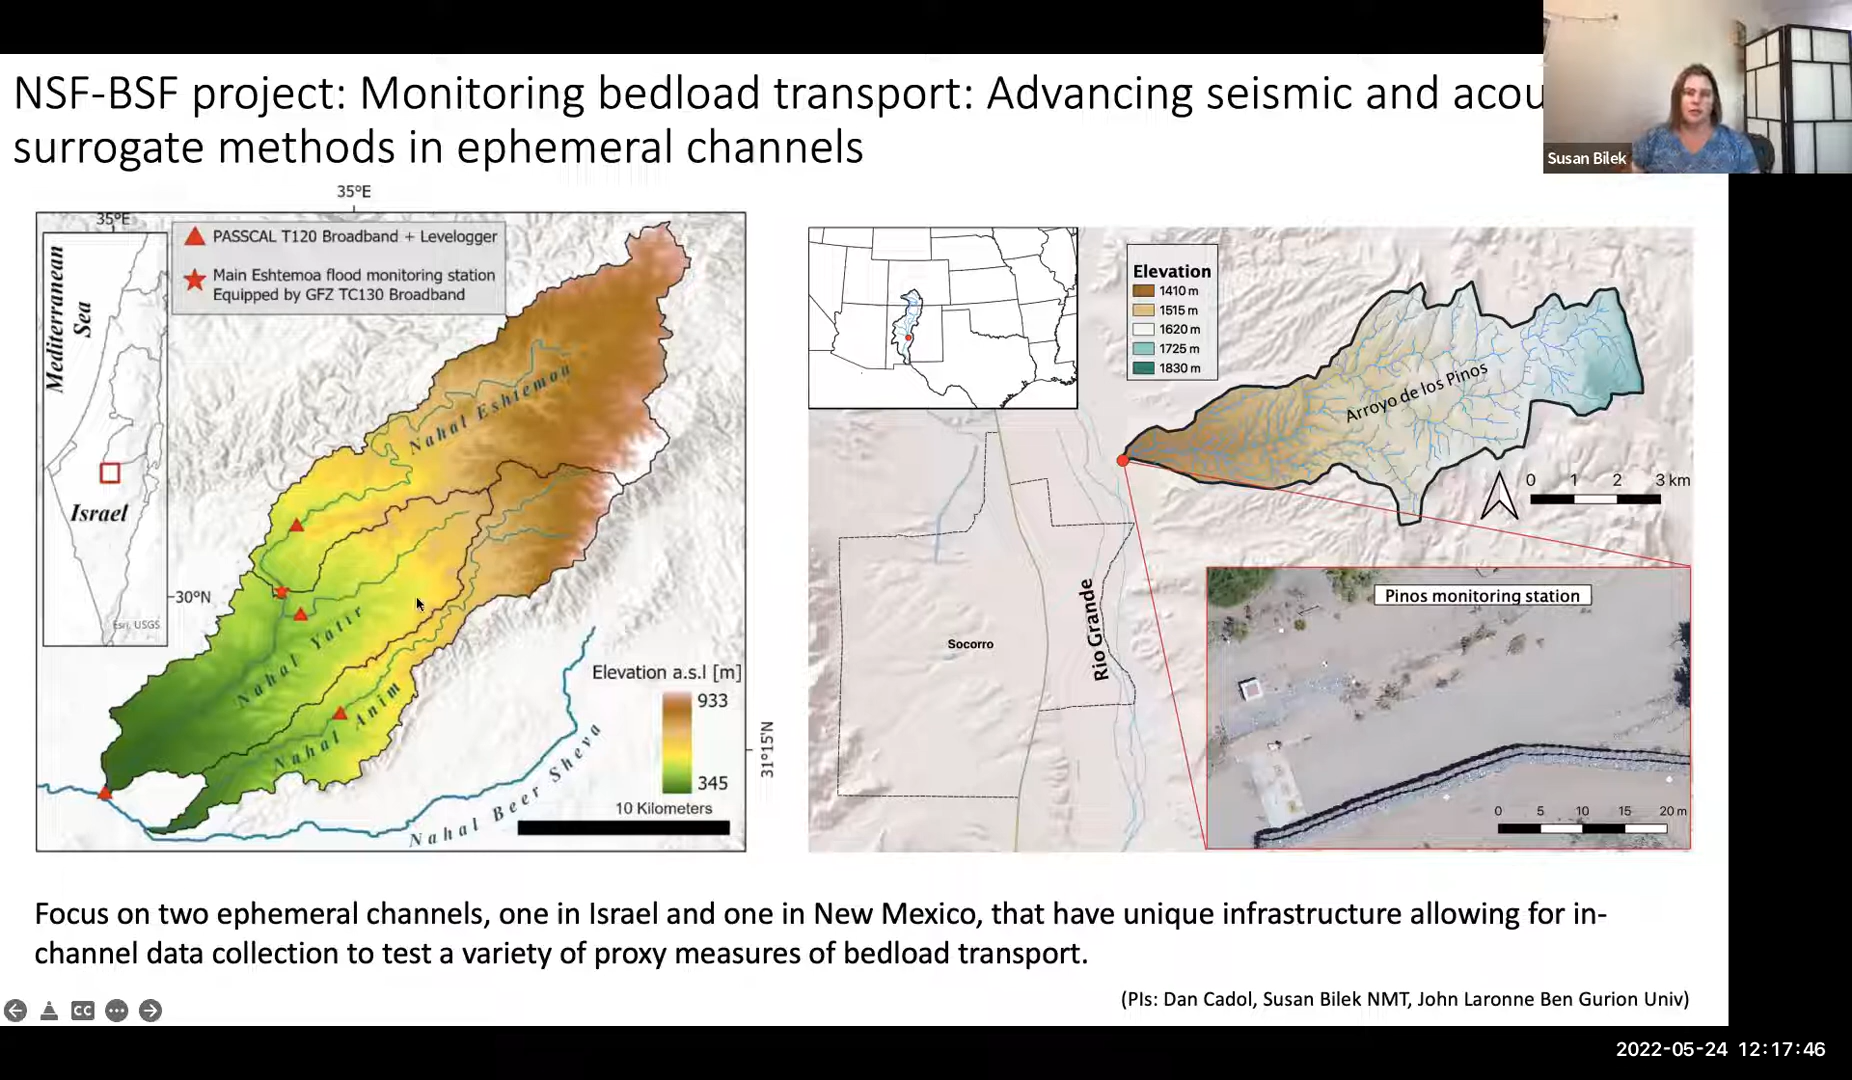 NSF-BSF project: Monitoring bedload transport: Advancing seismic and acou
surrogate methods in ephemeral channels
Susan Bilek
35°E
35°E
Mediterranean
Sea
Israel
Esri, USGS
PASSCAL T120 Broadband + Levelogger
Main Eshtemoa flood monitoring station
Equipped by GFZ TC130 Broadband
Nahal Eshtemoa
30°N
Nahal Yatir
Nahal Anim
Nahal Beer Sheva
Elevation a.s.l [m]
933
345
10 Kilometers
31°15'N
Elevation
1410 m
1515 m
1620 m
1725 m
1830 m
Arroyo de los Pinos
0 1 2 3 km
Socorro
Rio Grande
Pinos monitoring station
0 5 10 15 20 m
Focus on two ephemeral channels, one in Israel and one in New Mexico, that have unique infrastructure allowing for in-
channel data collection to test a variety of proxy measures of bedload transport.
(PIs: Dan Cadol, Susan Bilek NMT, John Laronne Ben Gurion Univ)
CC
2022-05-24 12:17:46